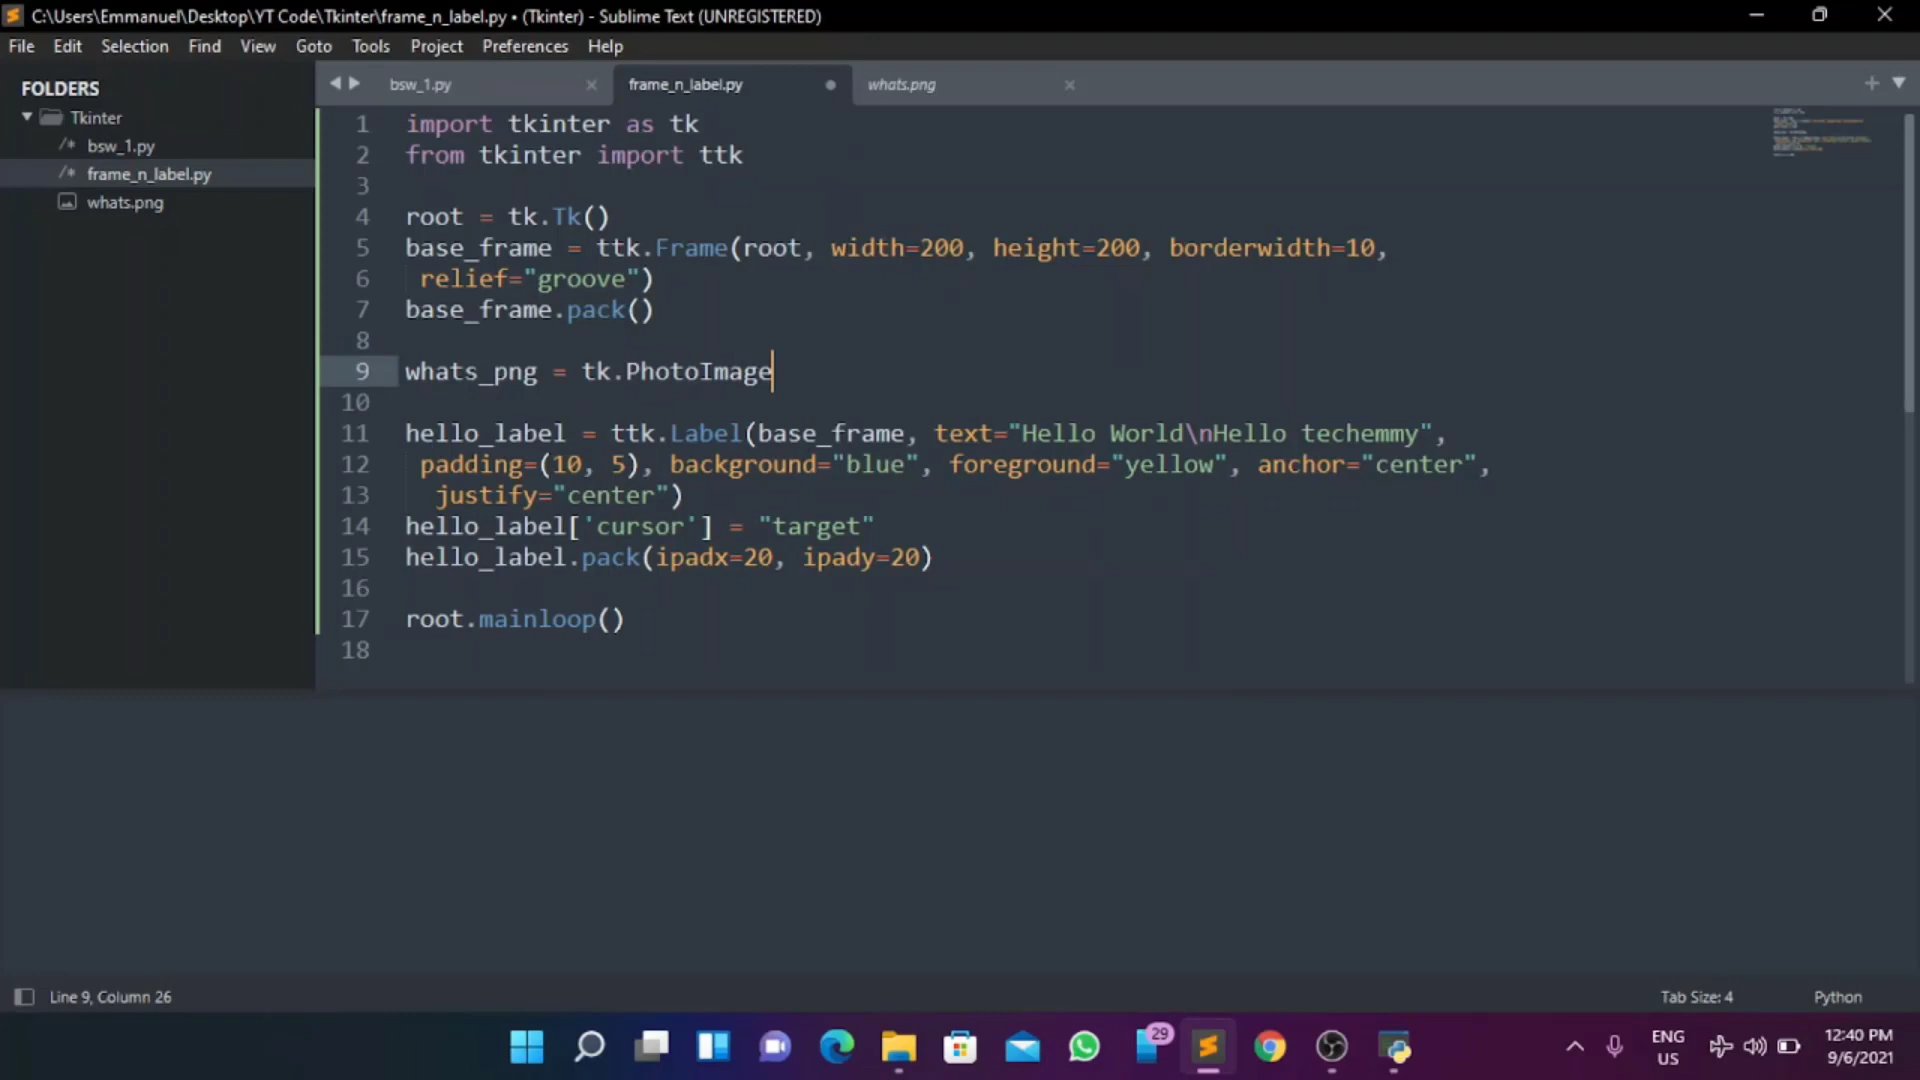 C:\Users\Emmanuel\Desktop\YT Code\Tkinter\frame_n_label.py • (Tkinter) - Sublime Text (UNREGISTERED)
File Edit Selection Find View Goto Tools Project Preferences Help
FOLDERS
Tkinter
/* bsw_1.py
/* frame_n_label.py
whats.png
bsw_1.py frame_n_label.py whats.png
1 import tkinter as tk
2 from tkinter import ttk
3
4 root = tk.Tk()
5 base_frame = ttk.Frame(root, width=200, height=200, borderwidth=10,
6 relief="groove")
7 base_frame.pack()
8
9 whats_png = tk.PhotoImage
10
11 hello_label = ttk.Label(base_frame, text="Hello World\nHello techemmy",
12 padding=(10, 5), background="blue", foreground="yellow", anchor="center",
13 justify="center")
14 hello_label['cursor'] = "target"
15 hello_label.pack(ipadx=20, ipady=20)
16
17 root.mainloop()
18
Line 9, Column 26
Tab Size: 4
Python
29
ENG
US
12:40 PM
9/6/2021